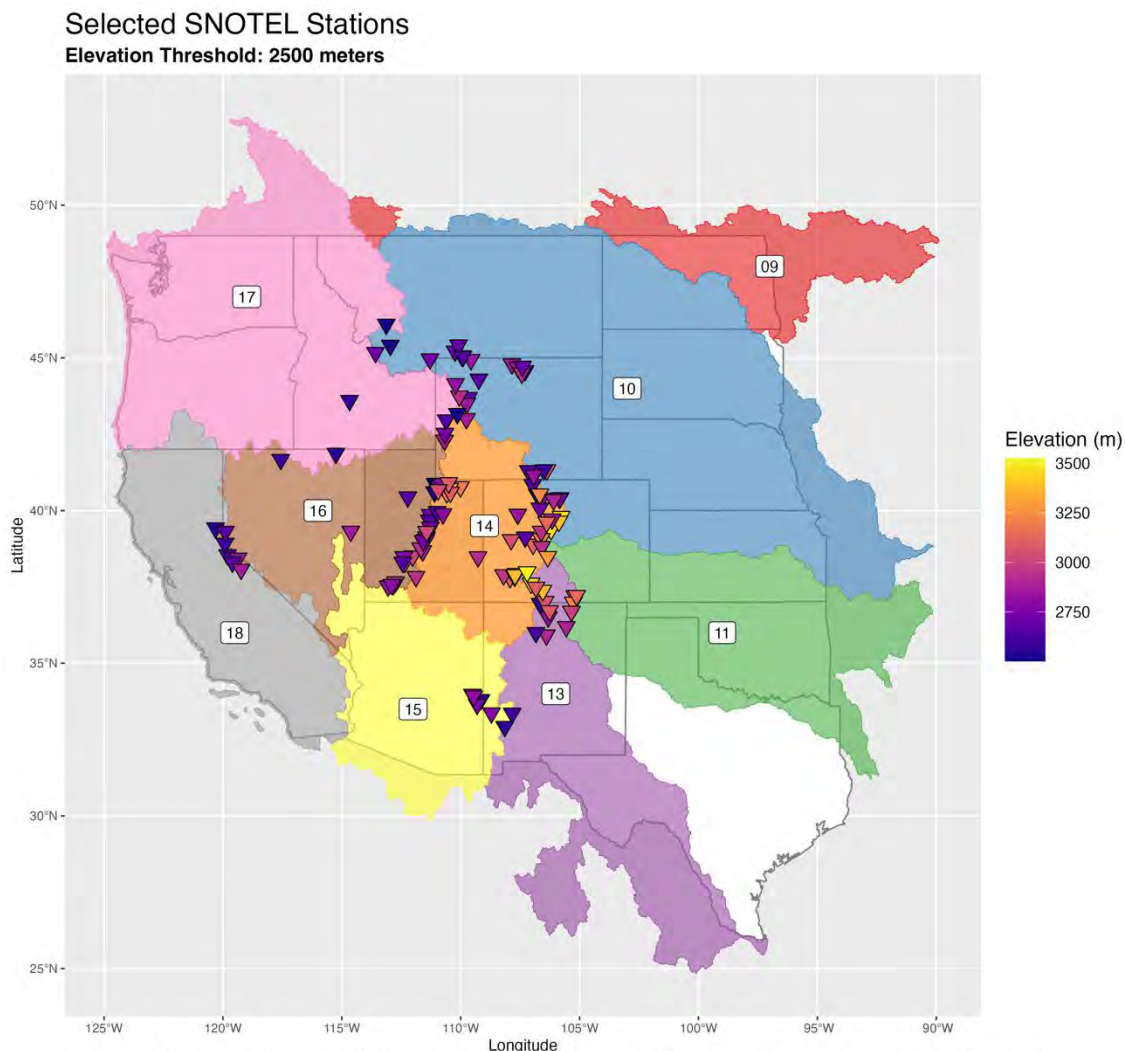 Selected SNOTEL Stations
Elevation Threshold: 2500 meters
50°N
45°N
40°N
35°N
30°N
25°N
Latitude
17
09
10
16
14
18
11
15
13
Elevation (m)
3500
3250
3000
2750
125°W 120°W 115°W 110°W 105°W 100°W 95°W 90°W
Longitude